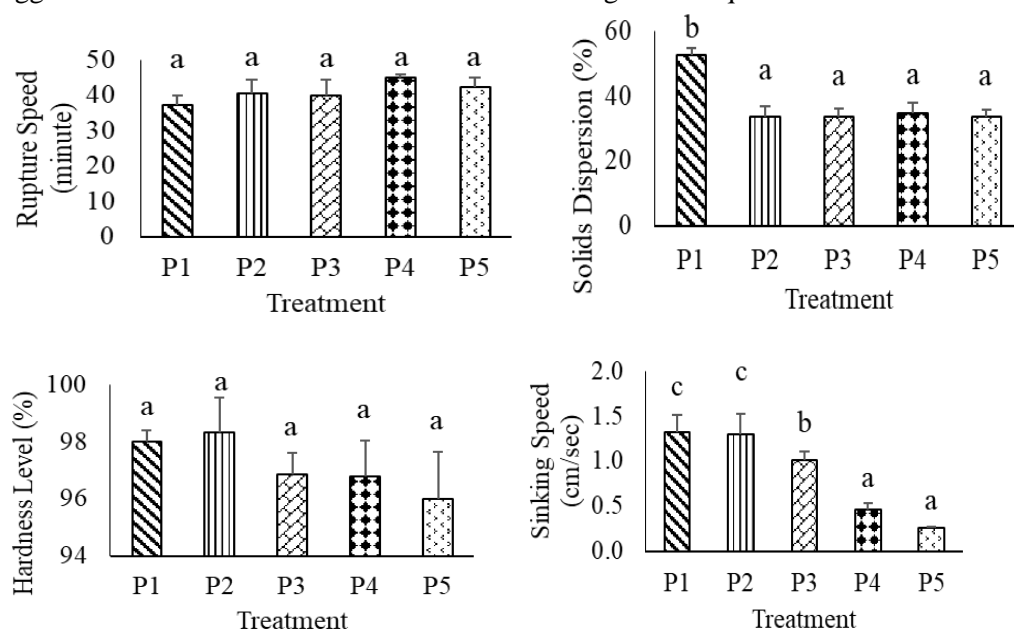 a a a a a
Rupture Speed
(minute)
50
40
30
20
10
0
P1 P2 P3 P4 P5
Treatment
b a a a a
Solids Dispersion (%)
60
40
20
0
P1 P2 P3 P4 P5
Treatment
a a a a a
Hardness Level (%)
100
98
96
94
P1 P2 P3 P4 P5
Treatment
c c b a a
Sinking Speed
(cm/sec)
2.0
1.5
1.0
0.5
0.0
P1 P2 P3 P4 P5
Treatment